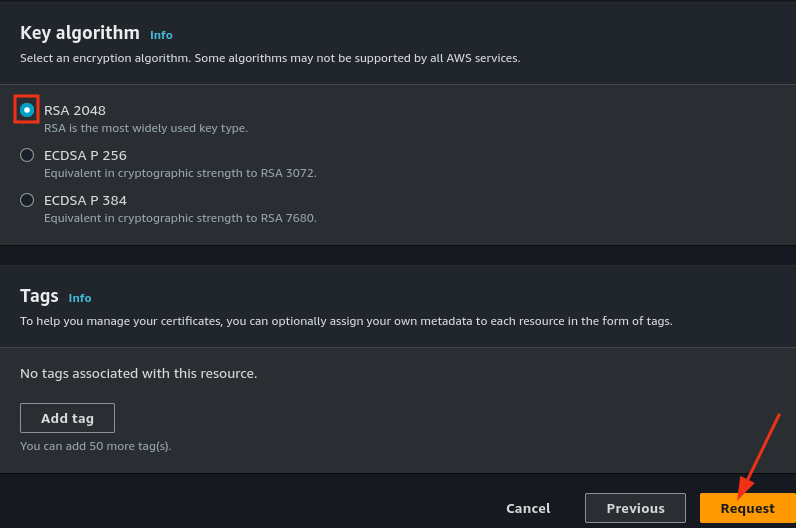 Key algorithm Info
Select an encryption algorithm. Some algorithms may not be supported by all AWS services.
RSA 2048
RSA is the most widely used key type.
ECDSA P 256
Equivalent in cryptographic strength to RSA 3072.
ECDSA P 384
Equivalent in cryptographic strength to RSA 7680.
Tags Info
To help you manage your certificates, you can optionally assign your own metadata to each resource in the form of tags.
No tags associated with this resource.
Add tag
You can add 50 more tag(s).
Cancel Previous Request